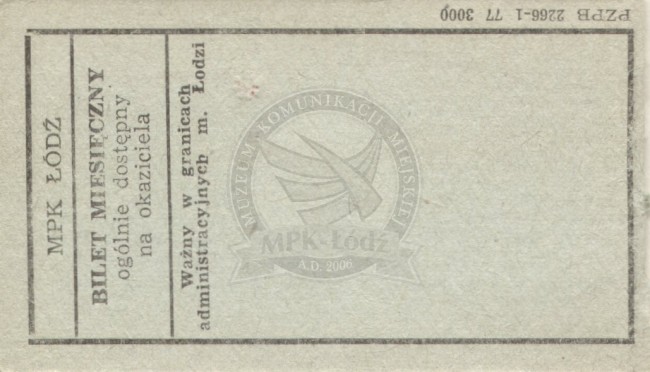 MPK ŁÓDŹ
BILET MIESIĘCZNY
ogólnie dostępny
na okaziciela
Ważny w granicach
administracyjnych m. Łodzi
PZPB 2266-1 77 3000
MUZEUM KOMUNIKACJI MIEJSKIEJ
MPK-Łódź
A.D. 2006